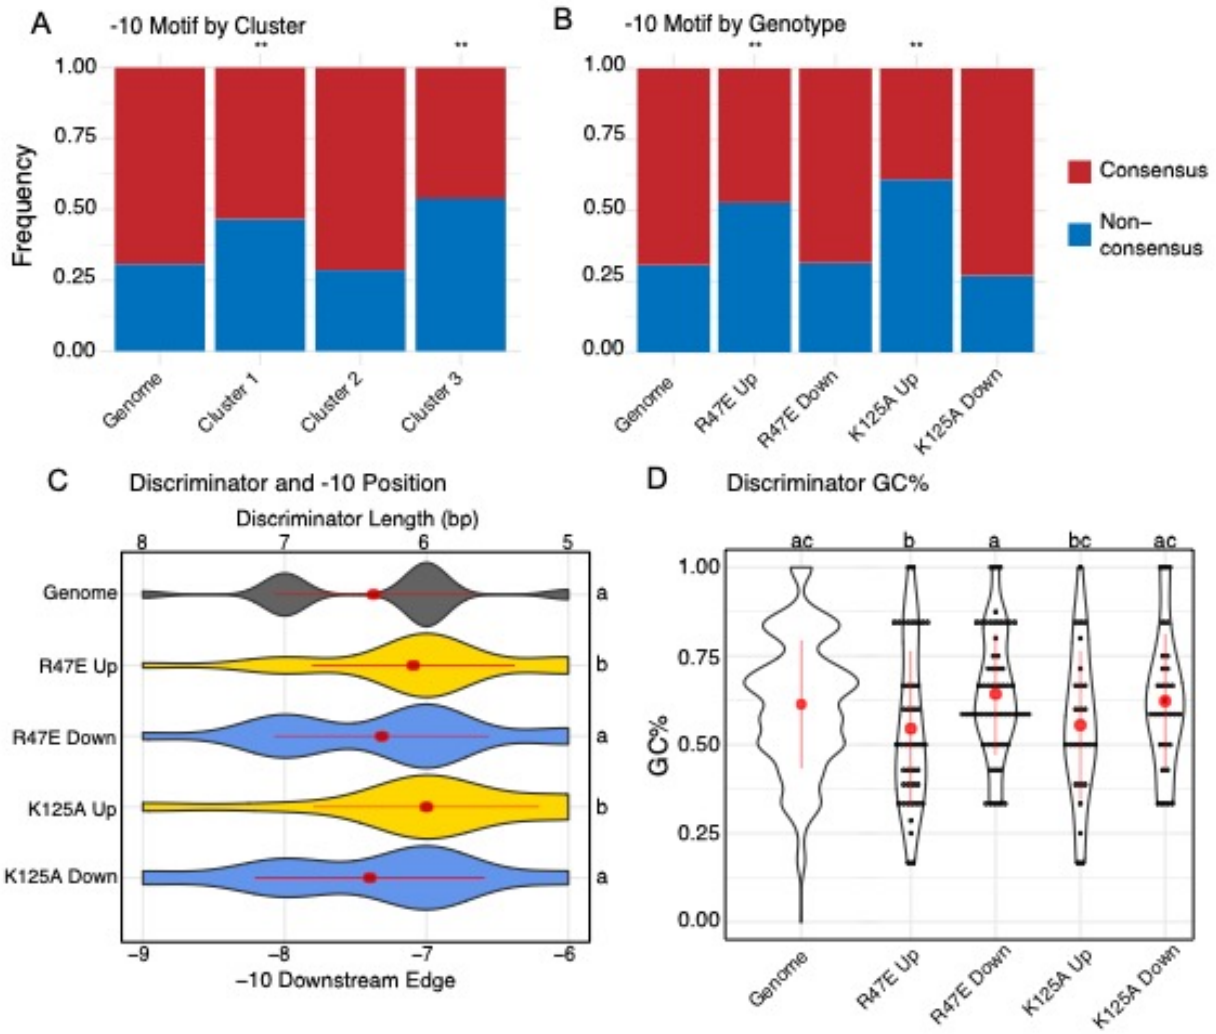 A
-10 Motif by Cluster
** **
1.00
0.75
0.50
0.25
0.00
Frequency
Genome
Cluster 1
Cluster 2
Cluster 3
B
-10 Motif by Genotype
** **
1.00
0.75
0.50
0.25
0.00
Genome
R47E Up
R47E Down
K125A Up
K125A Down
Consensus
Non–
consensus
C
Discriminator and -10 Position
Discriminator Length (bp)
8 7 6 5
Genome a
R47E Up b
R47E Down a
K125A Up b
K125A Down a
−9 −8 −7 −6
−10 Downstream Edge
D
Discriminator GC%
ac b a bc ac
1.00
0.75
0.50
0.25
0.00
GC%
Genome
R47E Up
R47E Down
K125A Up
K125A Down